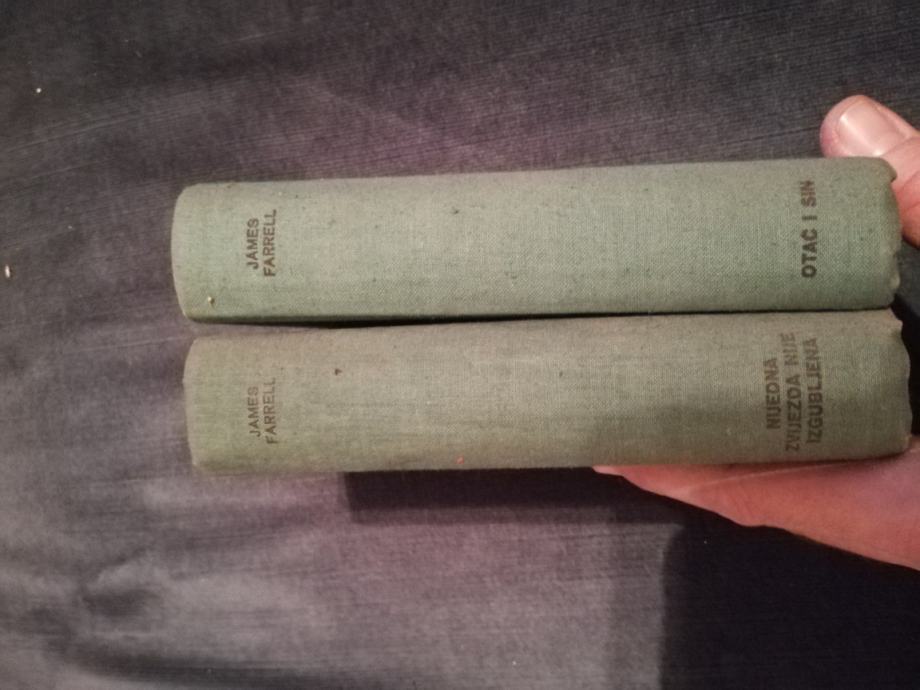 JAMES
FARRELL
OTAC I SIN
JAMES
FARRELL
NIJEDNA
ZVIJEZDA NIJE
IZGUBLJENA